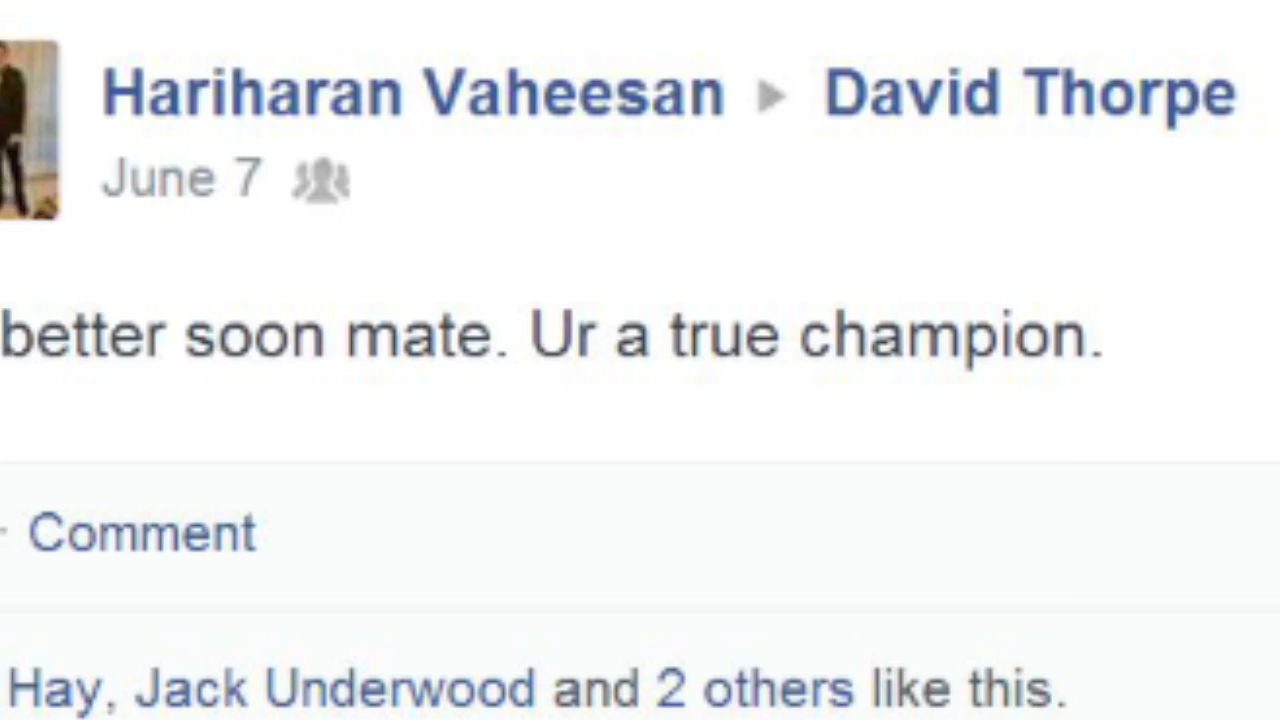 Hariharan Vaheesan ▶ David Thorpe
June 7
better soon mate. Ur a true champion.
· Comment
Hay, Jack Underwood and 2 others like this.